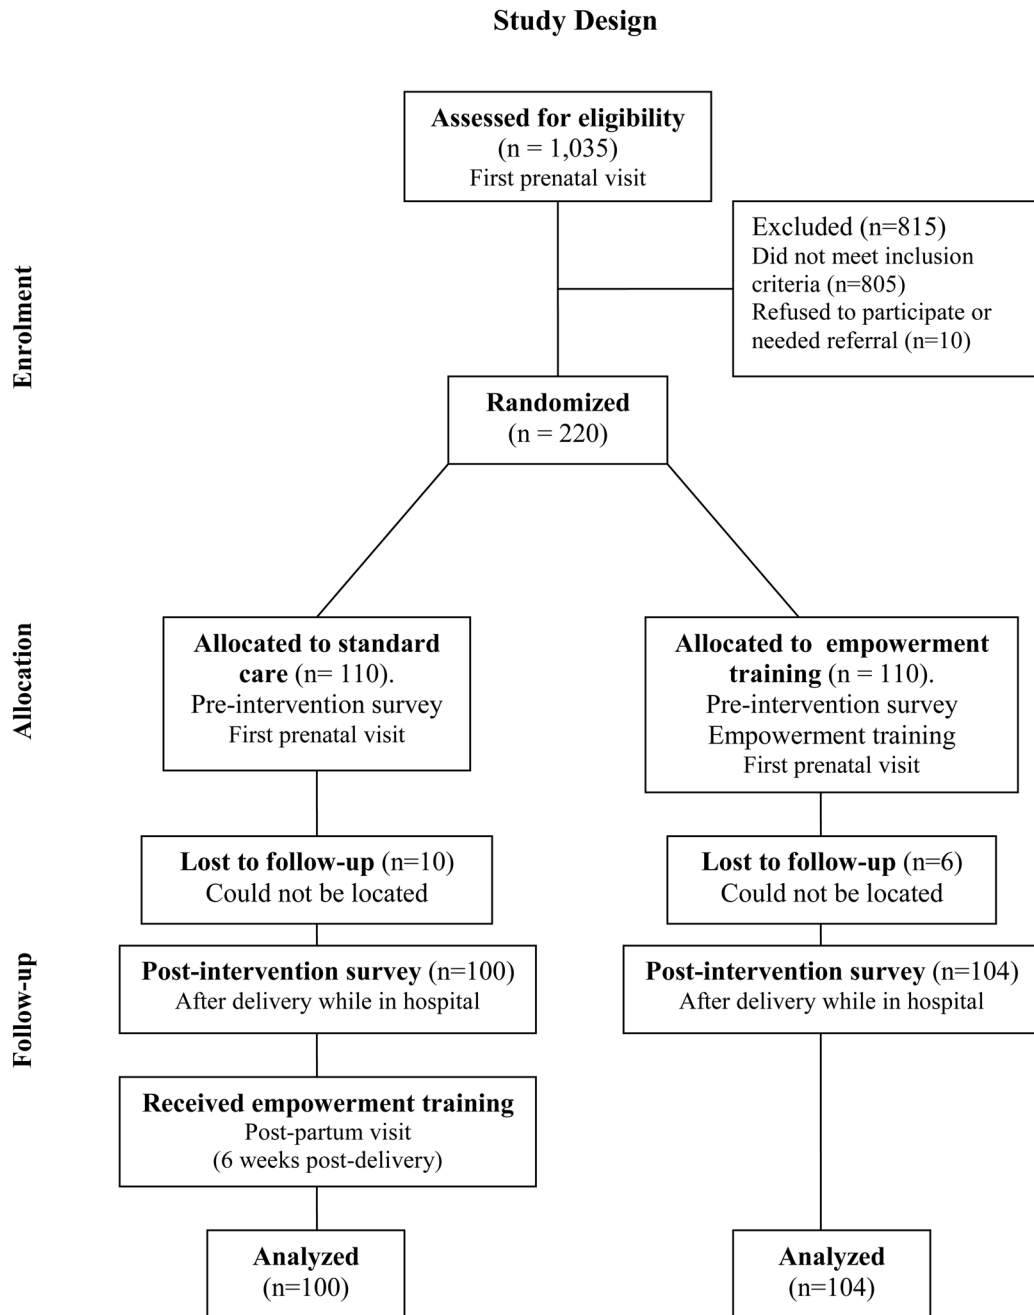 Study Design
Assessed for eligibility
(n = 1,035)
First prenatal visit
Excluded (n=815)
Did not meet inclusion
criteria (n=805)
Refused to participate or
needed referral (n=10)
Enrolment
Randomized
(n = 220)
Allocation
Allocated to standard
care (n= 110).
Pre-intervention survey
First prenatal visit
Allocated to  empowerment
training (n = 110).
Pre-intervention survey
Empowerment training
First prenatal visit
Lost to follow-up (n=10)
Could not be located
Lost to follow-up (n=6)
Could not be located
Follow-up
Post-intervention survey (n=100)
After delivery while in hospital
Post-intervention survey (n=104)
After delivery while in hospital
Received empowerment training
Post-partum visit
(6 weeks post-delivery)
Analyzed
(n=100)
Analyzed
(n=104)